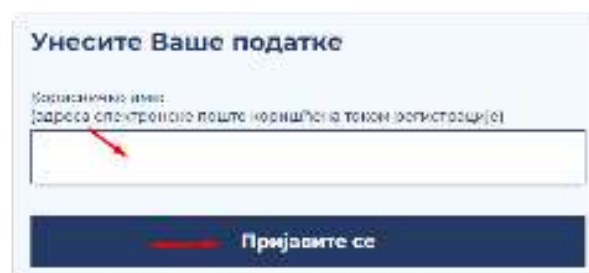 Унесите Ваше податке
Корисничко име:
(адреса електронске поште коришћена током регистрације)
Пријавите се